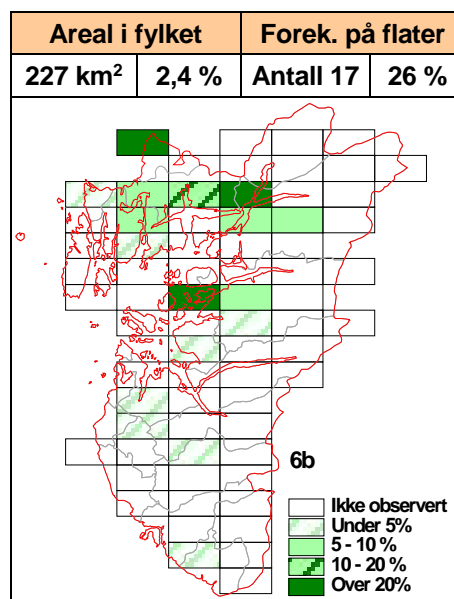 Areal i fylket Forek. på flater
227 km² 2,4 % Antall 17 26 %
6b
Ikke observert
Under 5%
5 - 10 %
10 - 20 %
Over 20%